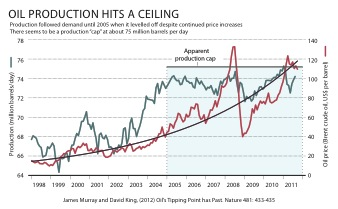 OIL PRODUCTION HITS A CEILING
Production followed demand until 2005 when it levelled off despite continued price increases
There seems to be a production "cap" at about 75 million barrels per day
78
76
74
72
70
68
66
64
Production (million barrels/ day)
Apparent
production cap
140
120
100
80
60
40
20
0
Oil price (Brent crude oil, US$ per barrel)
1998 1999 2000 2001 2002 2003 2004 2005 2006 2007 2008 2009 2010 2011
James Murray and David King, (2012) Oil's Tipping Point has Past. Nature 481: 433-435